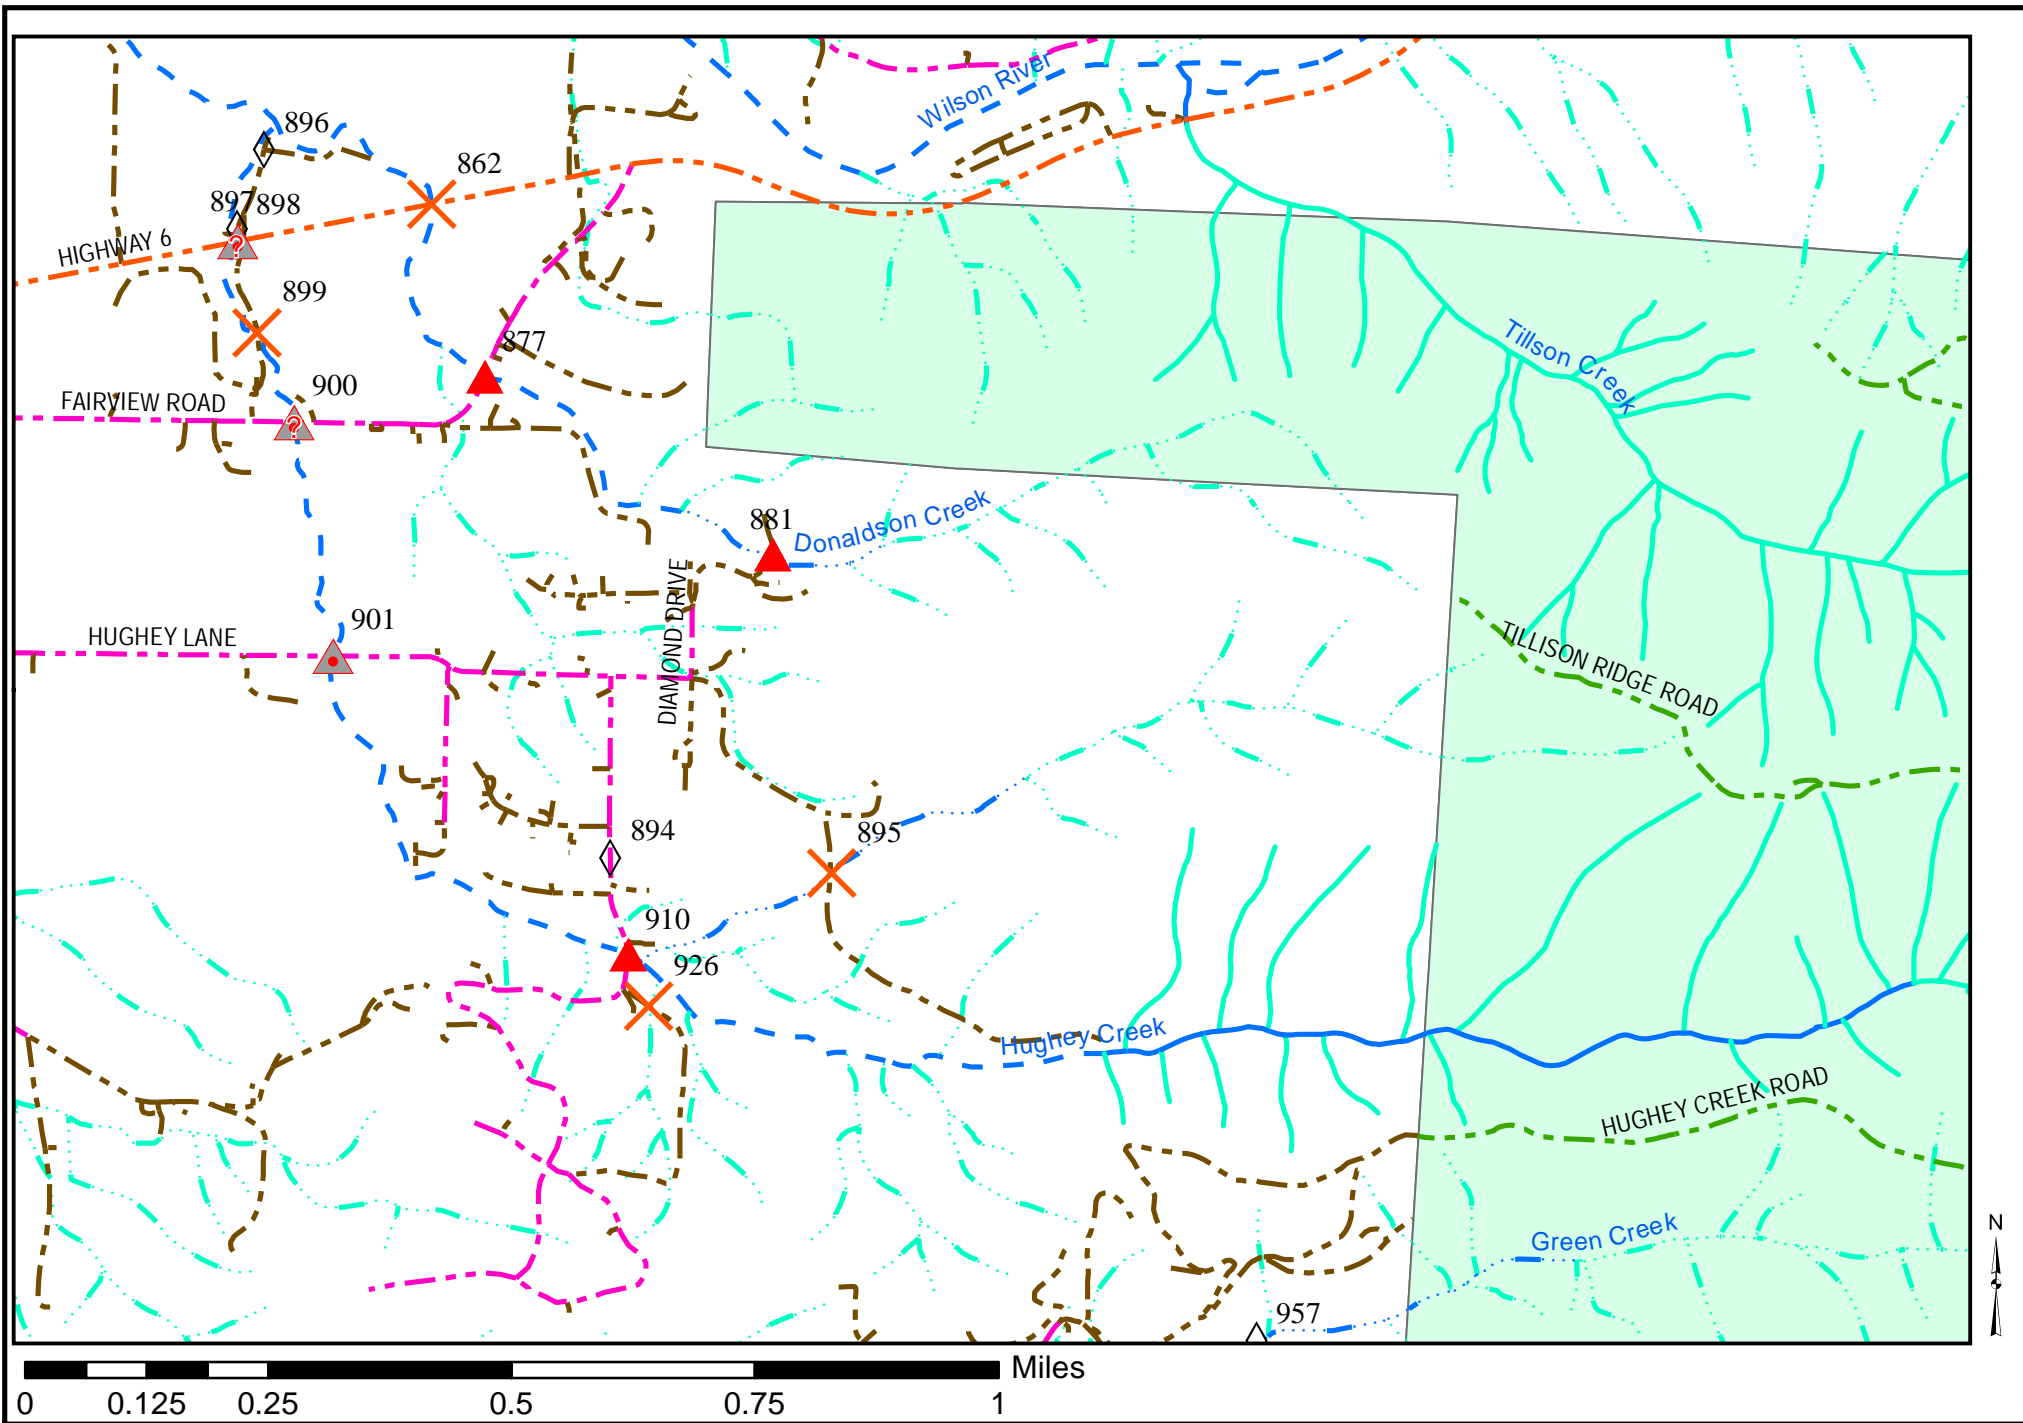 Wilson River
896
862
897
898
HIGHWAY 6
?
899
877
Tillson Creek
900
FAIRVIEW ROAD
?
881
Donaldson Creek
DIAMOND DRIVE
901
HUGHEY LANE
TILLISON RIDGE ROAD
894
895
910
926
Hughey Creek
HUGHEY CREEK ROAD
Green Creek
N
957
Miles
0 0.125 0.25 0.5 0.75 1